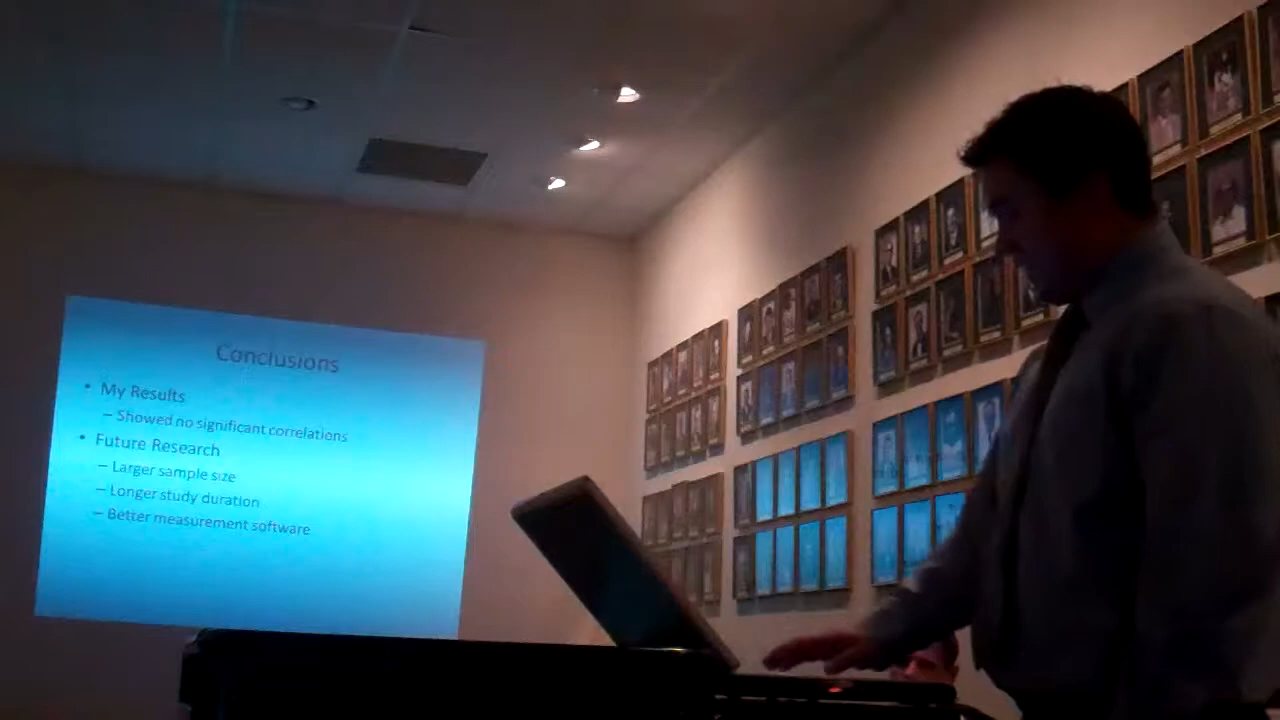 Conclusions
• My Results
– Showed no significant correlations
• Future Research
– Larger sample size
– Longer study duration
– Better measurement software